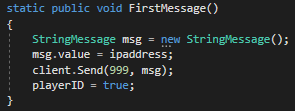 static public void FirstMessage()
{
StringMessage msg = new StringMessage();
msg.value = ipaddress;
client.Send(999, msg);
playerID = true;
}